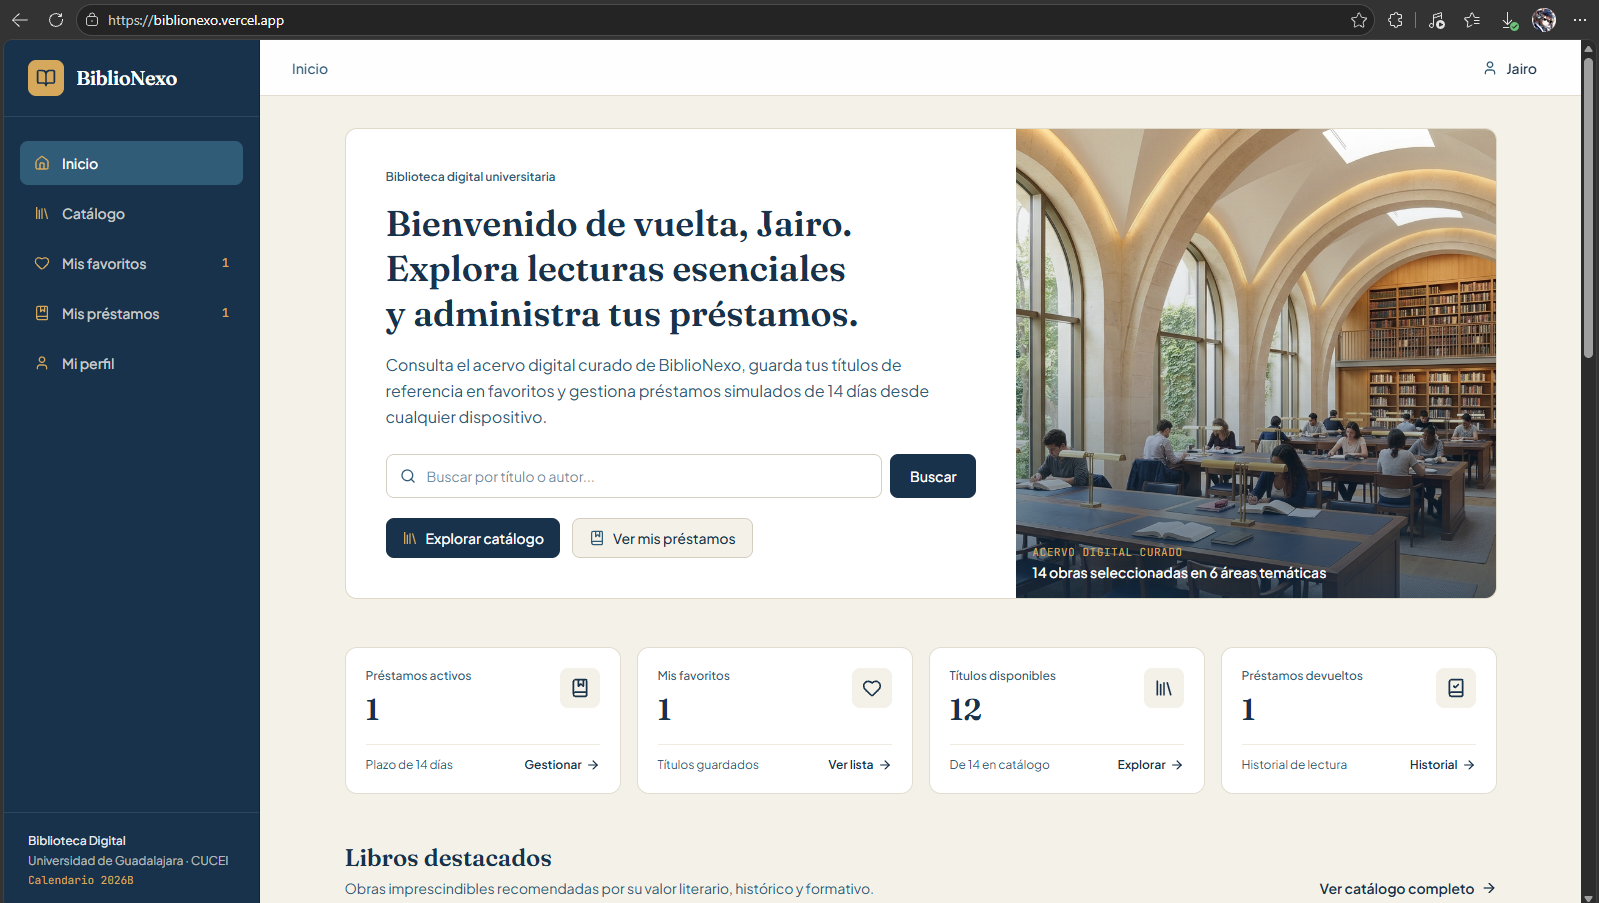 https://biblionexo.vercel.app
BiblioNexo
Inicio
Catálogo
Mis favoritos 1
Mis préstamos 1
Mi perfil
Biblioteca Digital
Universidad de Guadalajara · CUCEI
Calendario 2026B
Inicio
Jairo
Biblioteca digital universitaria
Bienvenido de vuelta, Jairo.
Explora lecturas esenciales
y administra tus préstamos.
Consulta el acervo digital curado de BiblioNexo, guarda tus títulos de
referencia en favoritos y gestiona préstamos simulados de 14 días desde
cualquier dispositivo.
Buscar por título o autor...
Buscar
Explorar catálogo
Ver mis préstamos
ACERVO DIGITAL CURADO
14 obras seleccionadas en 6 áreas temáticas
Préstamos activos
1
Plazo de 14 días
Gestionar →
Mis favoritos
1
Títulos guardados
Ver lista →
Títulos disponibles
12
De 14 en catálogo
Explorar →
Préstamos devueltos
1
Historial de lectura
Historial →
Libros destacados
Obras imprescindibles recomendadas por su valor literario, histórico y formativo.
Ver catálogo completo →